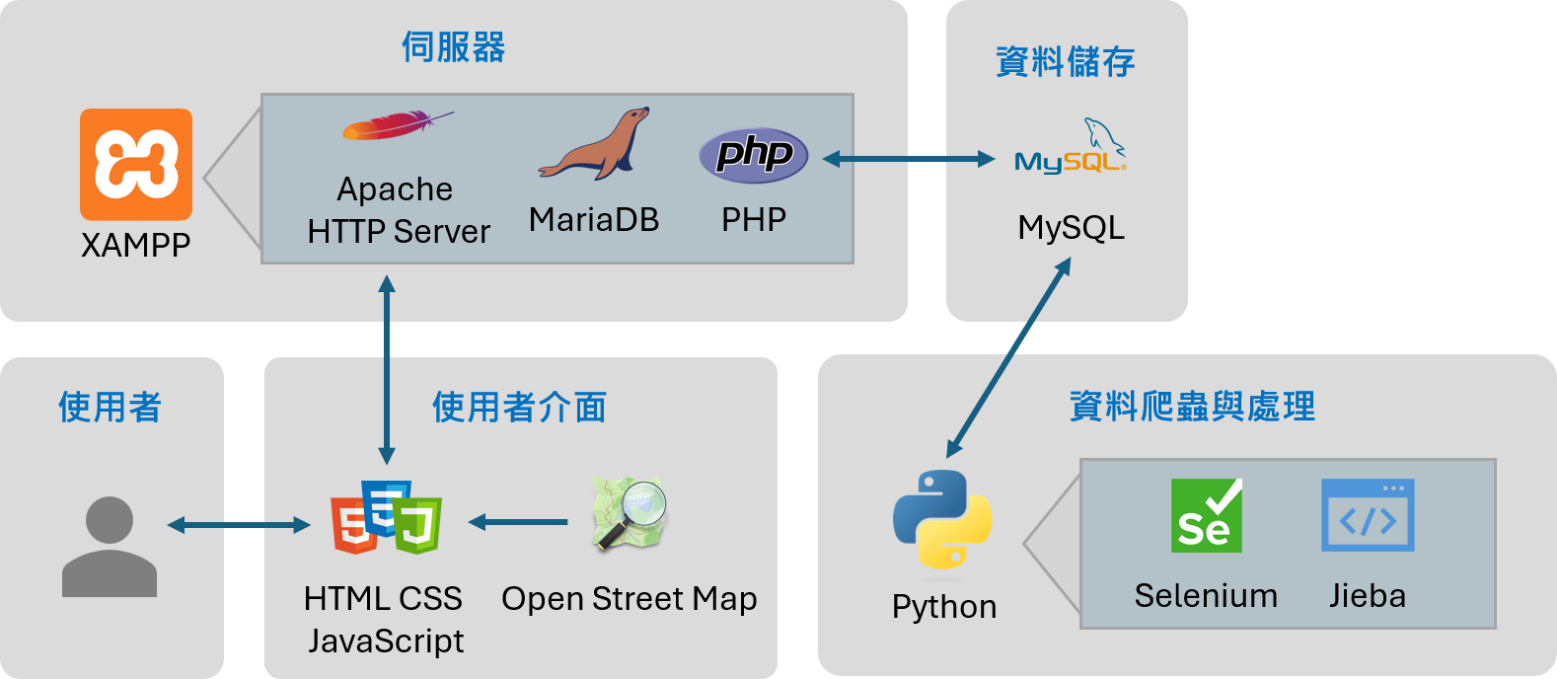 伺服器
XAMPP
Apache
HTTP Server
MariaDB
php
PHP
資料儲存
MySQL
MySQL
使用者
使用者介面
5 5 J
HTML CSS
JavaScript
Open Street Map
資料爬蟲與處理
Python
Se
Selenium
</>
Jieba